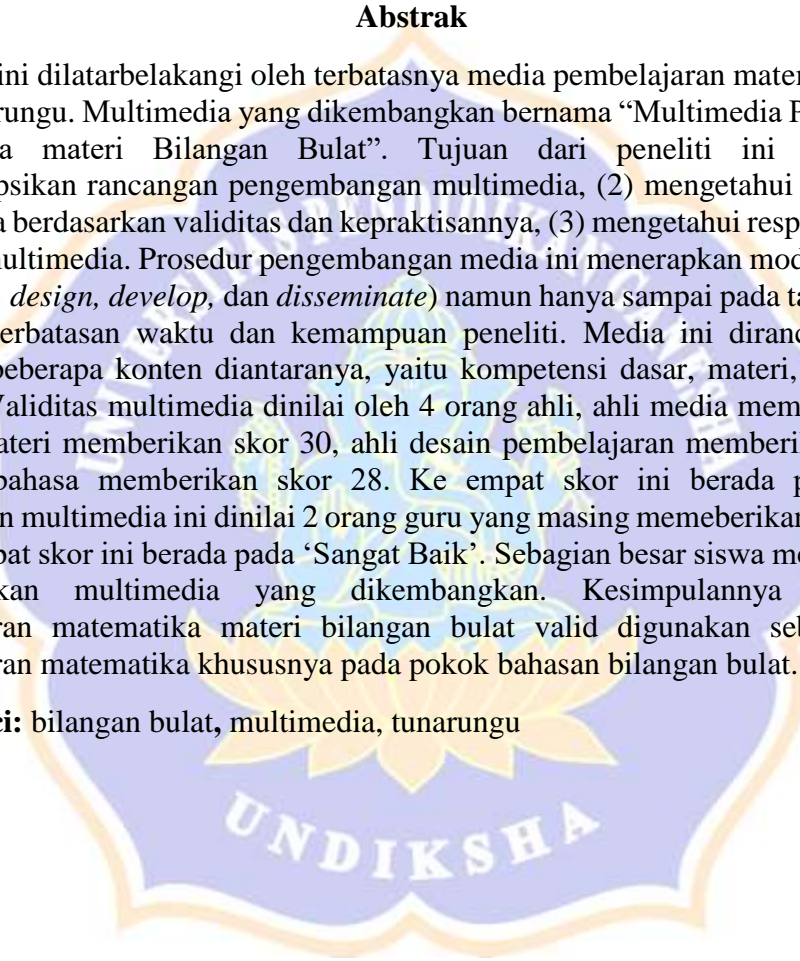 Abstrak
ini dilatarbelakangi oleh terbatasnya media pembelajaran mate
rungu. Multimedia yang dikembangkan bernama “Multimedia P
a materi Bilangan Bulat”. Tujuan dari peneliti ini
psikan rancangan pengembangan multimedia, (2) mengetahui
berdasarkan validitas dan kepraktisannya, (3) mengetahui resp
multimedia. Prosedur pengembangan media ini menerapkan mod
design, develop, dan disseminate) namun hanya sampai pada ta
erbatasan waktu dan kemampuan peneliti. Media ini diranc
beberapa konten diantaranya, yaitu kompetensi dasar, materi,
Validitas multimedia dinilai oleh 4 orang ahli, ahli media mem
ateri memberikan skor 30, ahli desain pembelajaran memberik
bahasa memberikan skor 28. Ke empat skor ini berada p
n multimedia ini dinilai 2 orang guru yang masing memeberikan
pat skor ini berada pada ‘Sangat Baik’. Sebagian besar siswa me
kan multimedia yang dikembangkan. Kesimpulannya
ran matematika materi bilangan bulat valid digunakan seb
ran matematika khususnya pada pokok bahasan bilangan bulat.
ci: bilangan bulat, multimedia, tunarungu
UNIVERSITAS PENDIDIKAN GANESHA
UNDIKSHA